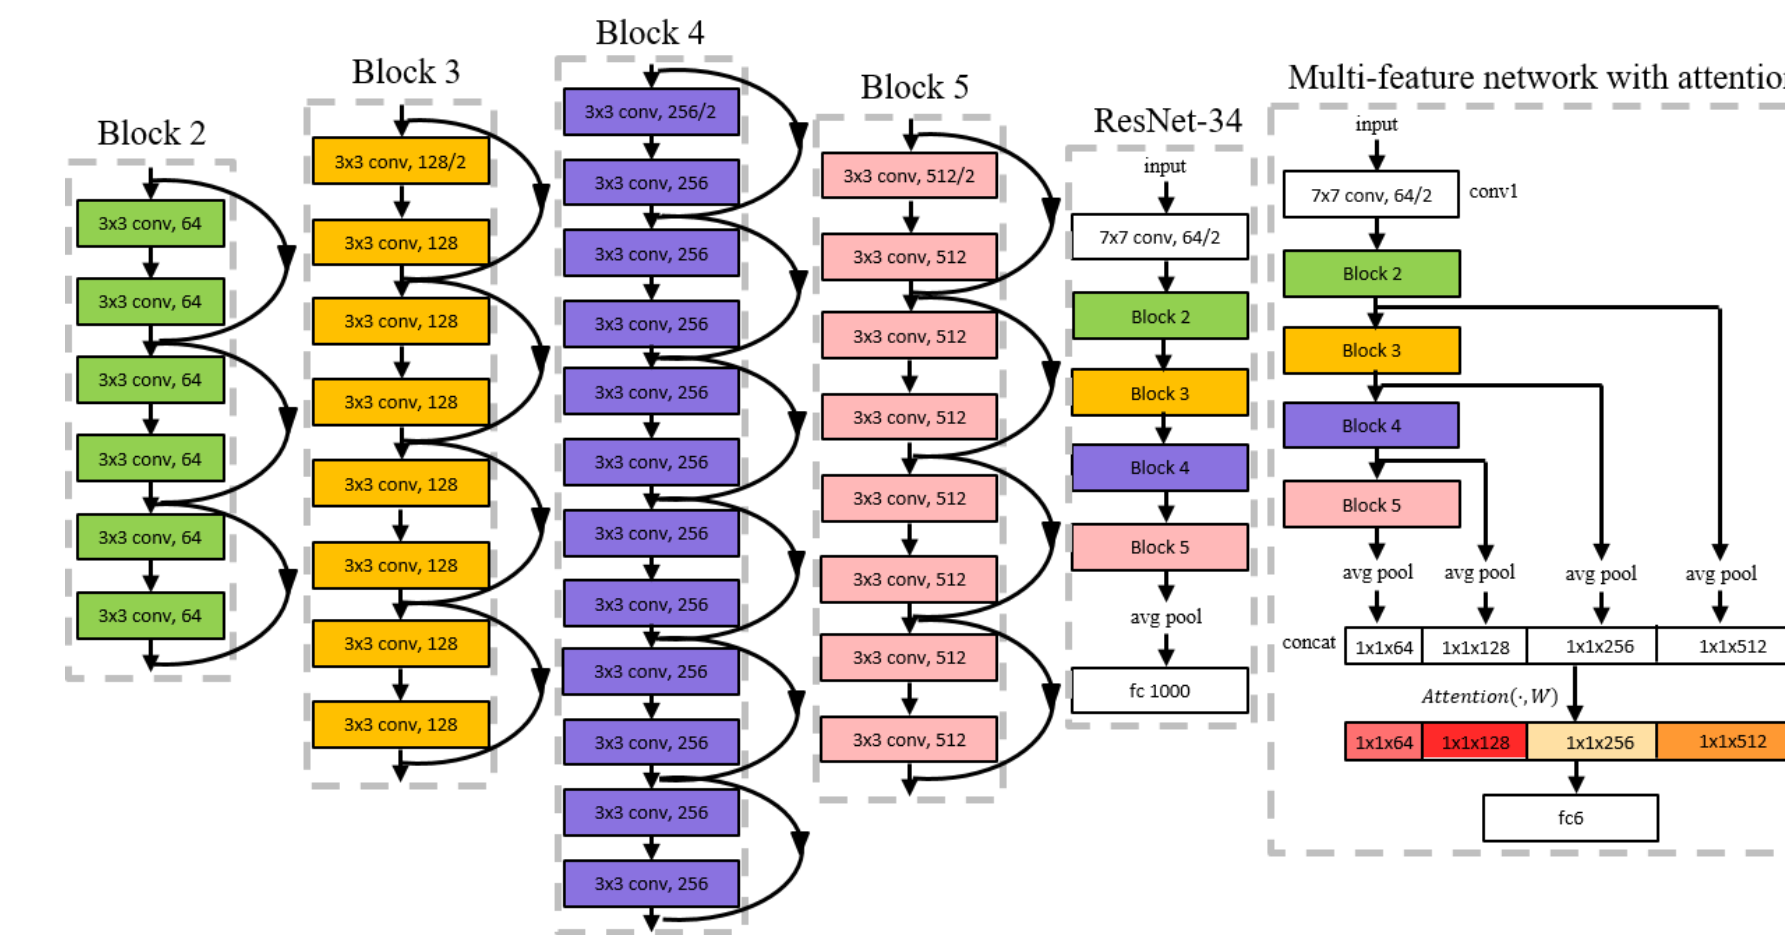 Block 2
3x3 conv, 64
3x3 conv, 64
3x3 conv, 64
3x3 conv, 64
3x3 conv, 64
3x3 conv, 64
Block 3
3x3 conv, 128/2
3x3 conv, 128
3x3 conv, 128
3x3 conv, 128
3x3 conv, 128
3x3 conv, 128
3x3 conv, 128
3x3 conv, 128
Block 4
3x3 conv, 256/2
3x3 conv, 256
3x3 conv, 256
3x3 conv, 256
3x3 conv, 256
3x3 conv, 256
3x3 conv, 256
3x3 conv, 256
3x3 conv, 256
3x3 conv, 256
3x3 conv, 256
3x3 conv, 256
Block 5
3x3 conv, 512/2
3x3 conv, 512
3x3 conv, 512
3x3 conv, 512
3x3 conv, 512
3x3 conv, 512
3x3 conv, 512
3x3 conv, 512
ResNet-34
input
7x7 conv, 64/2
Block 2
Block 3
Block 4
Block 5
avg pool
fc 1000
Multi-feature network with attentio
input
7x7 conv, 64/2 conv1
Block 2
Block 3
Block 4
Block 5
avg pool avg pool avg pool avg pool
concat 1x1x64 1x1x128 1x1x256 1x1x512
Attention(·,W)
1x1x64 1x1x128 1x1x256 1x1x512
fc6